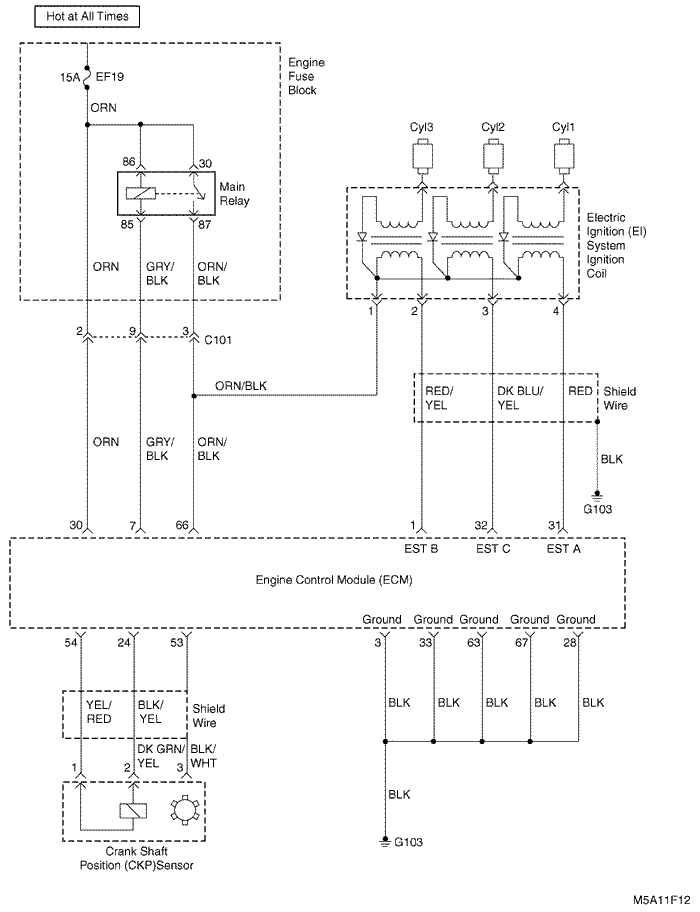 Hot at All Times
Engine
Fuse
Block
15A EF19
ORN
Cyl3 Cyl2 Cyl1
86 30
Main
Relay
85 87
Electric
Ignition (EI)
System
Ignition
Coil
ORN GRY/ ORN/
BLK BLK
1 2 3 4
2 9 3 C101
ORN/BLK
RED/ DK BLU/ RED Shield
YEL YEL Wire
ORN GRY/ ORN/
BLK BLK
BLK
G103
30 7 66 1 32 31
EST B EST C EST A
Engine Control Module (ECM)
Ground Ground Ground Ground Ground
54 24 53 3 33 63 67 28
YEL/ BLK/ Shield
RED YEL Wire
BLK BLK BLK BLK BLK
DK GRN/ BLK/
YEL WHT
1 2 3
BLK
G103
Crank Shaft
Position (CKP)Sensor
M5A11F12